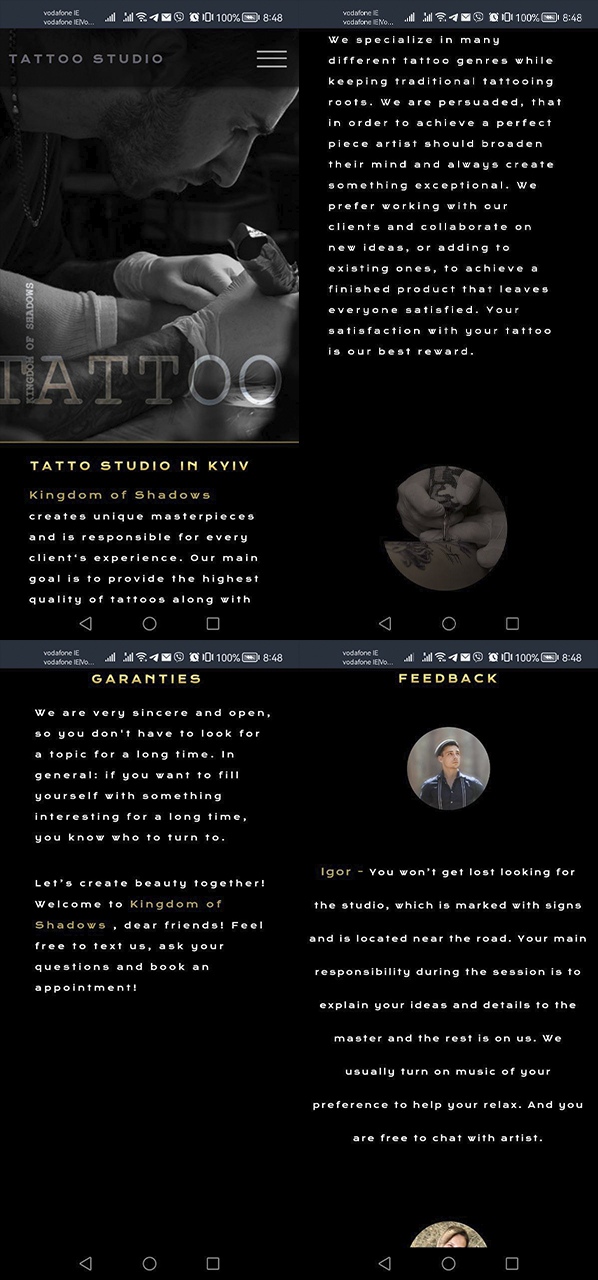 vodafone IE
vodafone IE|Vo...
100%
8:48
TATTOO STUDIO
KINGDOM OF SHADOWS
TATTOO
TATTO STUDIO IN KYIV
Kingdom of Shadows
creates unique masterpieces
and is responsible for every
client's experience. Our main
goal is to provide the highest
quality of tattoos along with
vodafone IE
vodafone IE|Vo...
100%
8:48
We specialize in many
different tattoo genres while
keeping traditional tattooing
roots. We are persuaded, that
in order to achieve a perfect
piece artist should broaden
their mind and always create
something exceptional. We
prefer working with our
clients and collaborate on
new ideas, or adding to
existing ones, to achieve a
finished product that leaves
everyone satisfied. Your
satisfaction with your tattoo
is our best reward.
vodafone IE
vodafone IE|Vo...
100%
8:48
GARANTIES
We are very sincere and open,
so you don't have to look for
a topic for a long time. In
general: if you want to fill
yourself with something
interesting for a long time,
you know who to turn to.
Let's create beauty together!
Welcome to Kingdom of
Shadows , dear friends! Feel
free to text us, ask your
questions and book an
appointment!
vodafone IE
vodafone IE|Vo...
100%
8:48
FEEDBACK
Igor - You won't get lost looking for
the studio, which is marked with signs
and is located near the road. Your main
responsibility during the session is to
explain your ideas and details to the
master and the rest is on us. We
usually turn on music of your
preference to help your relax. And you
are free to chat with artist.